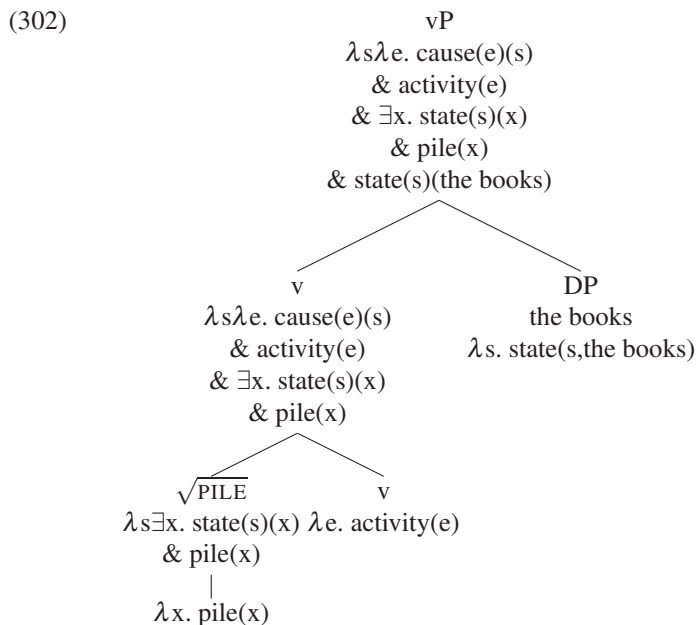 (302)
vP
λsλe. cause(e)(s)
& activity(e)
& ∃x. state(s)(x)
& pile(x)
& state(s)(the books)
v DP
λsλe. cause(e)(s) the books
& activity(e) λs. state(s,the books)
& ∃x. state(s)(x)
& pile(x)
√PILE v
λs∃x. state(s)(x) λe. activity(e)
& pile(x)
λx. pile(x)